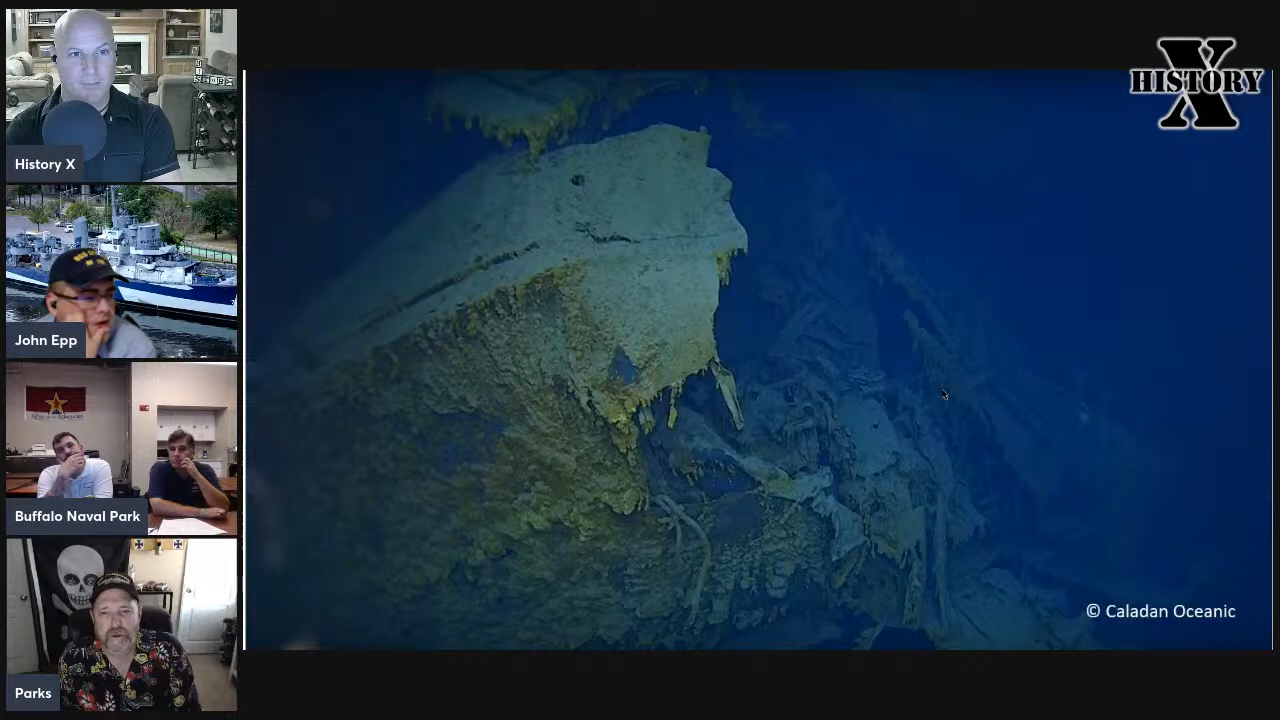 History X
John Epp
Buffalo Naval Park
Parks
X
HISTORY
© Caladan Oceanic